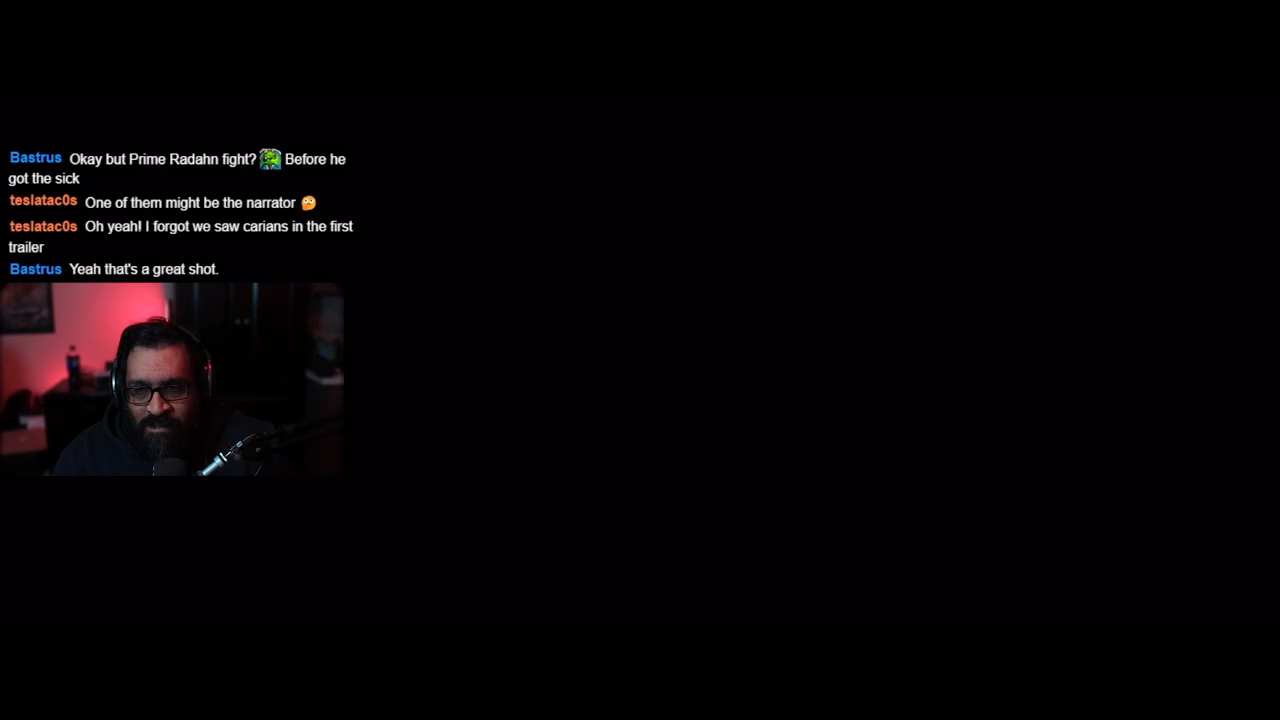 Bastrus Okay but Prime Radahn fight? Before he
got the sick
teslatac0s One of them might be the narrator
teslatac0s Oh yeah! I forgot we saw carians in the first
trailer
Bastrus Yeah that's a great shot.